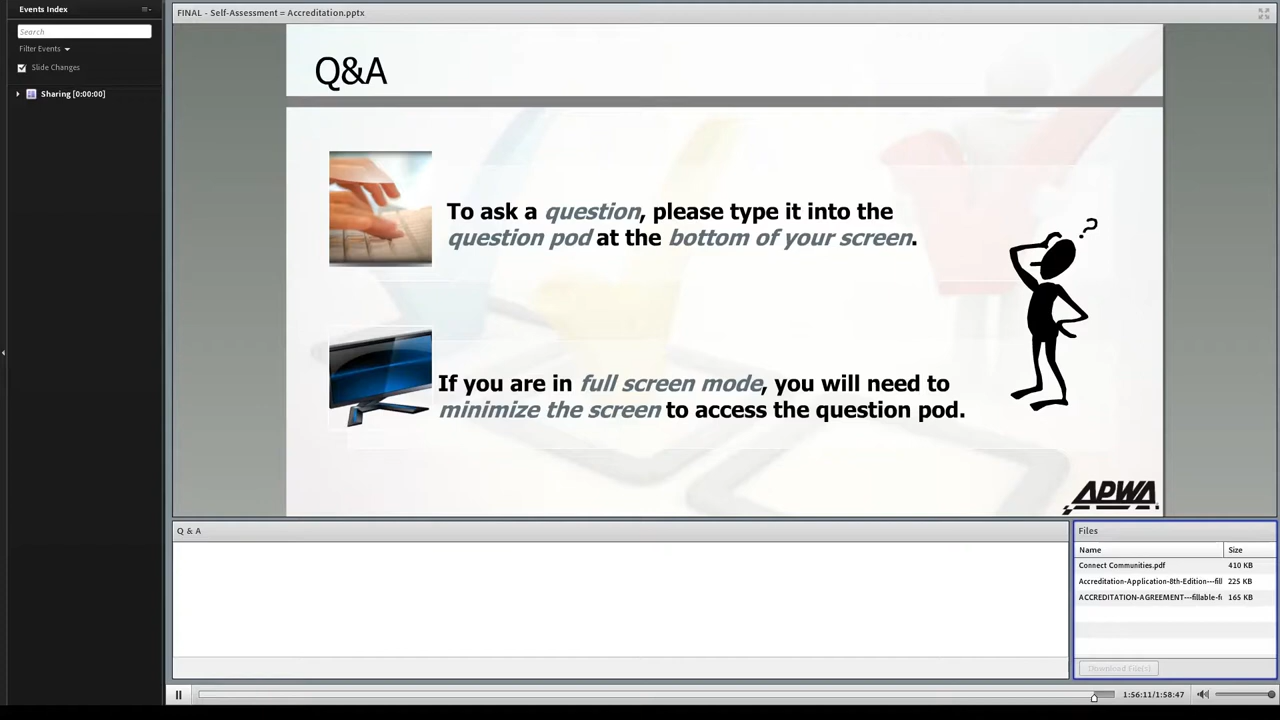 Events Index
FINAL - Self-Assessment = Accreditation.pptx
Search
Filter Events
Slide Changes
Sharing [0:00:00]
Q&A
To ask a question, please type it into the
question pod at the bottom of your screen.
?
If you are in full screen mode, you will need to
minimize the screen to access the question pod.
APWA
Q & A
Files
Name Size
Connect Communities.pdf 410 KB
Accreditation-Application-8th-Edition---fill 225 KB
ACCREDITATION-AGREEMENT---fillable-f 165 KB
Download File(s)
1:56:11/1:58:47